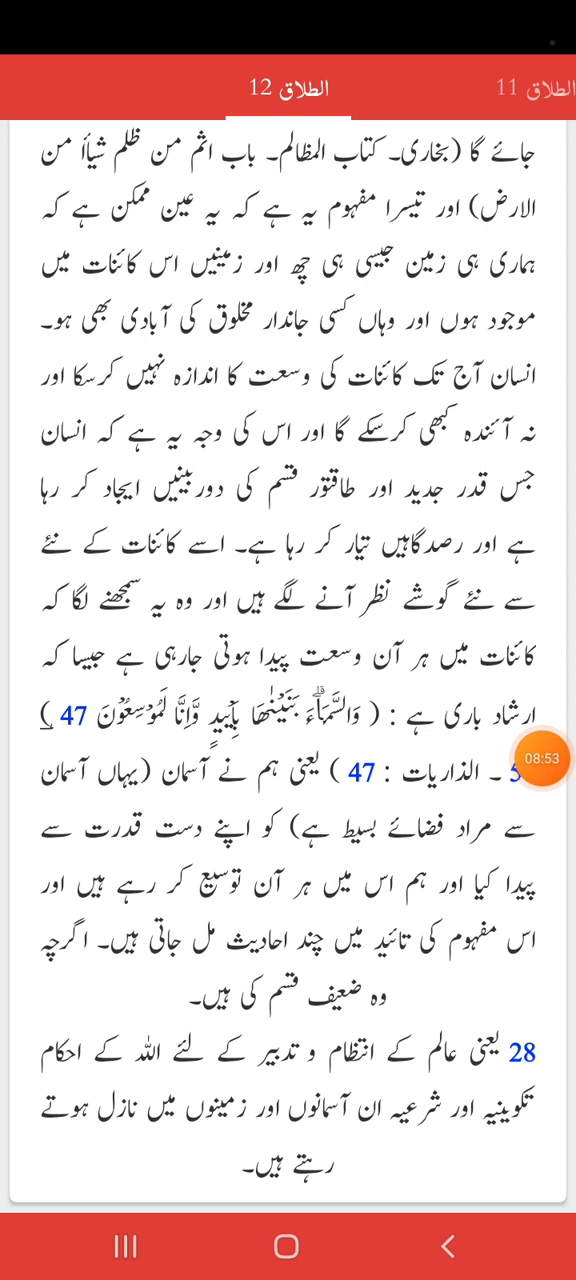 الطلاق 12
الطلاق 11
جائے گا (بخاری۔ کتاب المظالم۔ باب اثم من ظلم شیأا من
الارض) اور تیسرا مفہوم یہ ہے کہ یہ عین ممکن ہے کہ
ہماری ہی زمین جیسی ہی چھ اور زمینیں اس کائنات میں
موجود ہوں اور وہاں کسی جاندار مخلوق کی آبادی بھی ہو۔
انسان آج تک کائنات کی وسعت کا اندازہ نہیں کرسکا اور
نہ آئندہ کبھی کرسکے گا اور اس کی وجہ یہ ہے کہ انسان
جس قدر جدید اور طاقتور قسم کی دوربینیں ایجاد کر رہا
ہے اور رصدگاہیں تیار کر رہا ہے۔ اسے کائنات کے نئے
سے نئے گوشے نظر آنے لگے ہیں اور وہ یہ سمجھنے لگا کہ
کائنات میں ہر آن وسعت پیدا ہوتی جارہی ہے جیسا کہ
ارشاد باری ہے : ( وَالسَّمَاۗءَ بَنَيْنٰهَا بِاَيْىدٍ وَّاِنَّا لَمُوْسِعُوْنَ 47 )
۔ الذاریات : 47 ) یعنی ہم نے آسمان (یہاں آسمان
سے مراد فضائے بسیط ہے) کو اپنے دست قدرت سے
پیدا کیا اور ہم اس میں ہر آن توسیع کر رہے ہیں اور
اس مفہوم کی تائید میں چند احادیث مل جاتی ہیں۔ اگرچہ
وہ ضعیف قسم کی ہیں۔
28 یعنی عالم کے انتظام و تدبیر کے لئے اللہ کے احکام
تکوینیہ اور شرعیہ ان آسمانوں اور زمینوں میں نازل ہوتے
رہتے ہیں۔
08:53